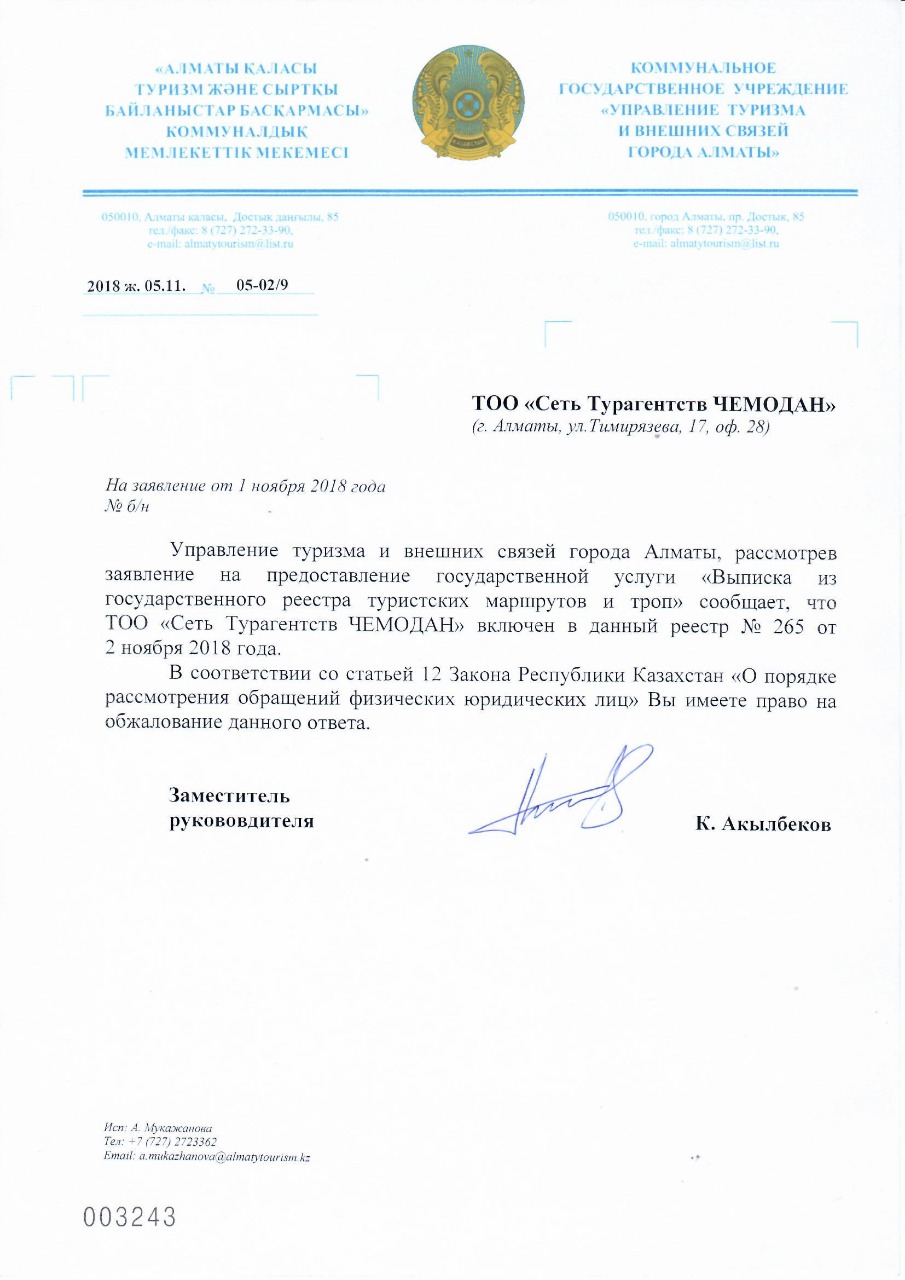 «АЛМАТЫ ҚАЛАСЫ
ТУРИЗМ ЖӘНЕ СЫРТҚЫ
БАЙЛАНЫСТАР БАСҚАРМАСЫ»
КОММУНАЛДЫҚ
МЕМЛЕКЕТТІК МЕКЕМЕСІ
КОММУНАЛЬНОЕ
ГОСУДАРСТВЕННОЕ УЧРЕЖДЕНИЕ
«УПРАВЛЕНИЕ ТУРИЗМА
И ВНЕШНИХ СВЯЗЕЙ
ГОРОДА АЛМАТЫ»
050010, Алматы қаласы, Достық даңғылы, 85
тел./факс: 8 (727) 272-33-90,
e-mail: almatytourism@list.ru
050010, город Алматы, пр. Достык, 85
тел./факс: 8 (727) 272-33-90,
e-mail: almatytourism@list.ru
2018 ж. 05.11. № 05-02/9
ТОО «Сеть Турагентств ЧЕМОДАН»
(г. Алматы, ул.Тимирязева, 17, оф. 28)
На заявление от 1 ноября 2018 года
№ б/н
Управление туризма и внешних связей города Алматы, рассмотрев
заявление на предоставление государственной услуги «Выписка из
государственного реестра туристских маршрутов и троп» сообщает, что
ТОО «Сеть Турагентств ЧЕМОДАН» включен в данный реестр № 265 от
2 ноября 2018 года.
В соответствии со статьей 12 Закона Республики Казахстан «О порядке
рассмотрения обращений физических юридических лиц» Вы имеете право на
обжалование данного ответа.
Заместитель
рукововдителя
К. Акылбеков
Исп: А. Мукажанова
Тел: +7 (727) 2723362
Email: a.mukazhanova@almatytourism.kz
003243